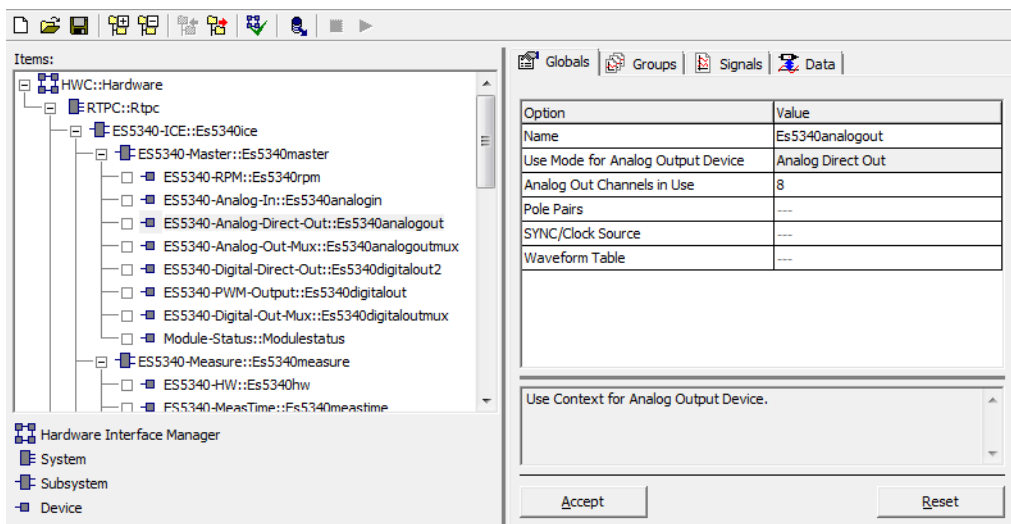 Items:
HWC::Hardware
RTPC::Rtpc
ES5340-ICE::Es5340ice
ES5340-Master::Es5340master
ES5340-RPM::Es5340rpm
ES5340-Analog-In::Es5340analogin
ES5340-Analog-Direct-Out::Es5340analogout
ES5340-Analog-Out-Mux::Es5340analogoutmux
ES5340-Digital-Direct-Out::Es5340digitalout2
ES5340-PWM-Output::Es5340digitalout
ES5340-Digital-Out-Mux::Es5340digitaloutmux
Module-Status::Modulestatus
ES5340-Measure::Es5340measure
ES5340-HW::Es5340hw
ES5340-MeasTime::Es5340meastime
Hardware Interface Manager
System
Subsystem
Device
Globals Groups Signals Data
Option Value
Name Es5340analogout
Use Mode for Analog Output Device Analog Direct Out
Analog Out Channels in Use 8
Pole Pairs ---
SYNC/Clock Source ---
Waveform Table ---
Use Context for Analog Output Device.
Accept Reset